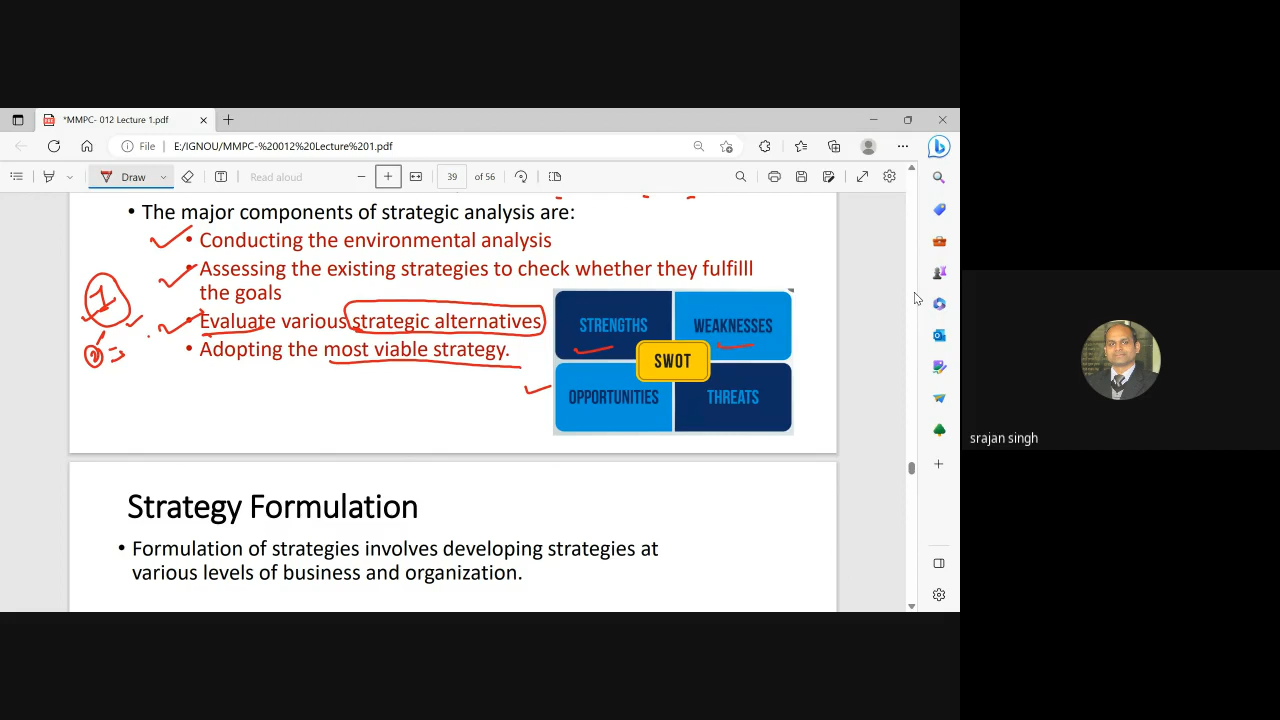 *MMPC- 012 Lecture 1.pdf
File
E:/IGNOU/MMPC-%20012%20Lecture%201.pdf
Draw
Read aloud
39
of 56
• The major components of strategic analysis are:
• Conducting the environmental analysis
• Assessing the existing strategies to check whether they fulfilll
the goals
• Evaluate various strategic alternatives
• Adopting the most viable strategy.
1
STRENGTHS
WEAKNESSES
SWOT
OPPORTUNITIES
THREATS
Strategy Formulation
• Formulation of strategies involves developing strategies at
various levels of business and organization.
srajan singh